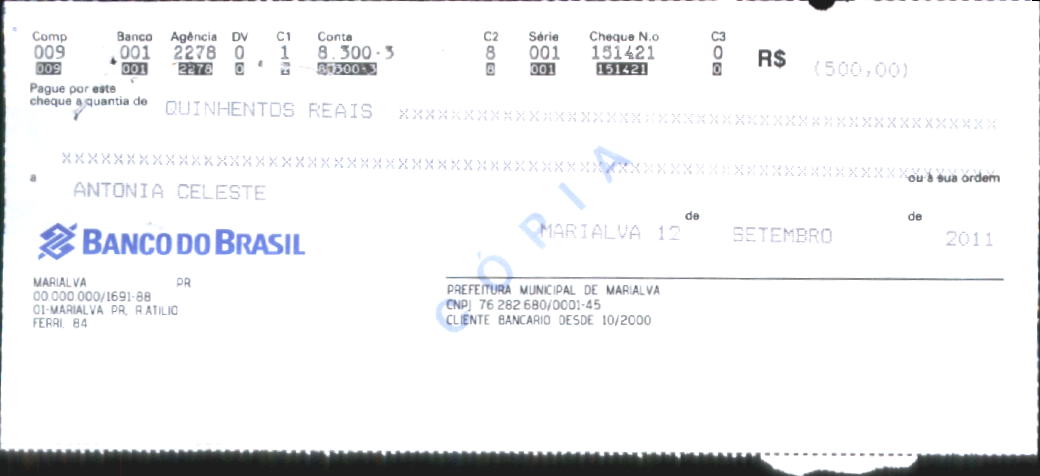 Comp Banco Agência DV C1 Conta C2 Série Cheque N.o C3
009 001 2278 0 1 8.300-3 8 001 151421 0 R$ (500,00)
009 001 2278 0 80300-3 8 001 151421 0
Pague por este
cheque a quantia de QUINHENTOS REAIS XXXXXXXXXXXXXXXXXXXXXXXXXXXXXXXXXXXXXXXXXXXXXXX
XXXXXXXXXXXXXXXXXXXXXXXXXXXXXXXXXXXXXXXXXXXXXXXXXXXXXXXXXXXXXXXXXXXXXXXXX
a ANTONIA CELESTE ou à sua ordem
MARIALVA 12 de SETEMBRO de 2011
BANCO DO BRASIL
CÓPIA
MARIALVA PR
00.000.000/1691-88
01-MARIALVA PR, R.ATILIO
FERRI, 84
PREFEITURA MUNICIPAL DE MARIALVA
CNPJ 76.282.680/0001-45
CLIENTE BANCARIO DESDE 10/2000